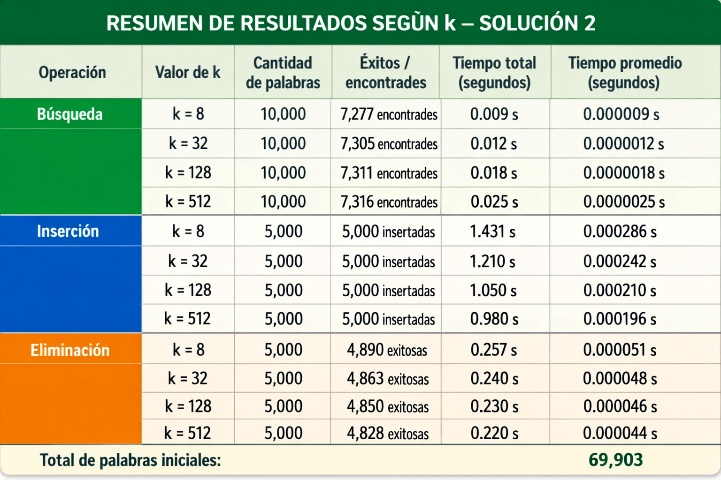 RESUMEN DE RESULTADOS SEGÙN k – SOLUCIÓN 2
Operación Valor de k Cantidad de palabras Éxitos / encontrades Tiempo total (segundos) Tiempo promedio (segundos)
Búsqueda k = 8 10,000 7,277 encontrades 0.009 s 0.000009 s
k = 32 10,000 7,305 encontrades 0.012 s 0.0000012 s
k = 128 10,000 7,311 encontrades 0.018 s 0.0000018 s
k = 512 10,000 7,316 encontrades 0.025 s 0.0000025 s
Inserción k = 8 5,000 5,000 insertadas 1.431 s 0.000286 s
k = 32 5,000 5,000 insertadas 1.210 s 0.000242 s
k = 128 5,000 5,000 insertadas 1.050 s 0.000210 s
k = 512 5,000 5,000 insertadas 0.980 s 0.000196 s
Eliminación k = 8 5,000 4,890 exitosas 0.257 s 0.000051 s
k = 32 5,000 4,863 exitosas 0.240 s 0.000048 s
k = 128 5,000 4,850 exitosas 0.230 s 0.000046 s
k = 512 5,000 4,828 exitosas 0.220 s 0.000044 s
Total de palabras iniciales: 69,903